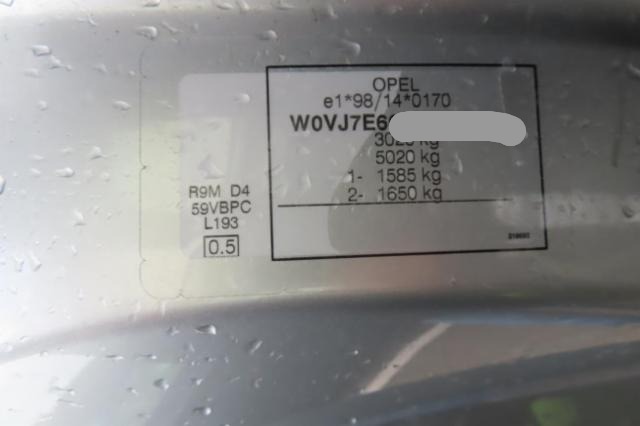 OPEL
e1*98/14*0170
W0VJ7E6
kg
5020 kg
1- 1585 kg
2- 1650 kg
R9M D4
59VBPC
L193
0.5